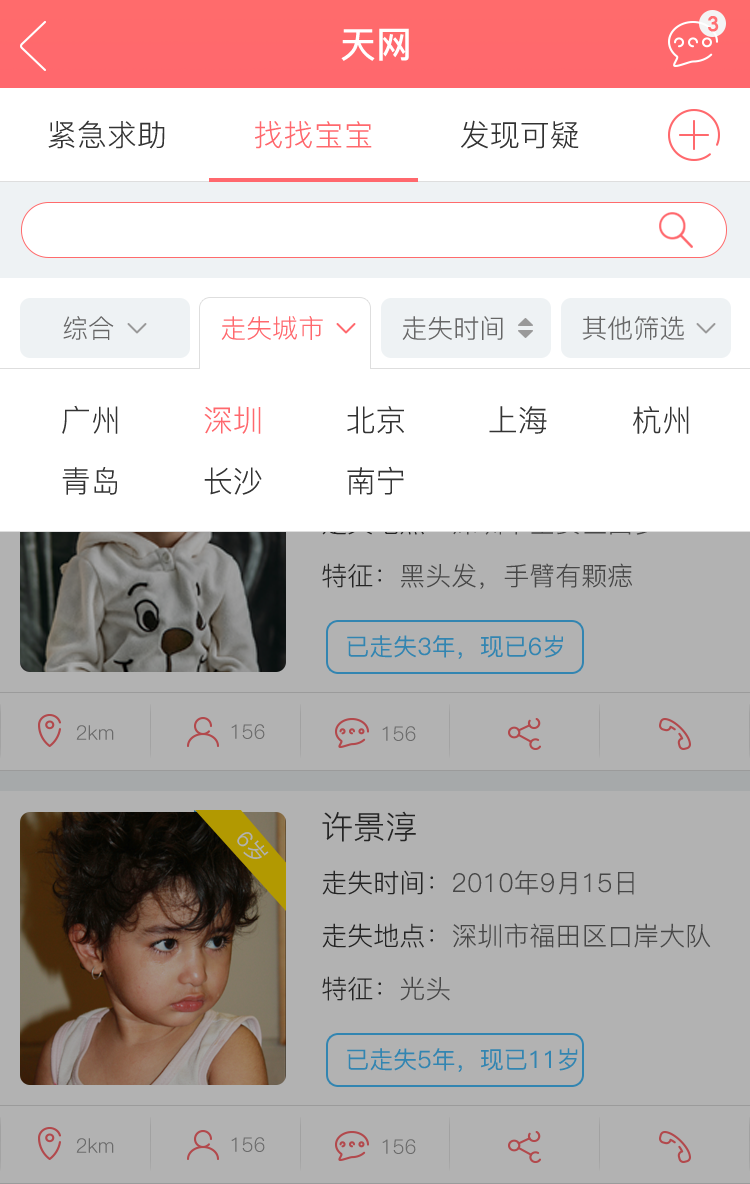 天网
3
紧急求助 找找宝宝 发现可疑
综合 走失城市 走失时间 其他筛选
广州 深圳 北京 上海 杭州
青岛 长沙 南宁
特征：黑头发，手臂有颗痣
已走失3年，现已6岁
2km 156 156
6岁
许景淳
走失时间：2010年9月15日
走失地点：深圳市福田区口岸大队
特征：光头
已走失5年，现已11岁
2km 156 156